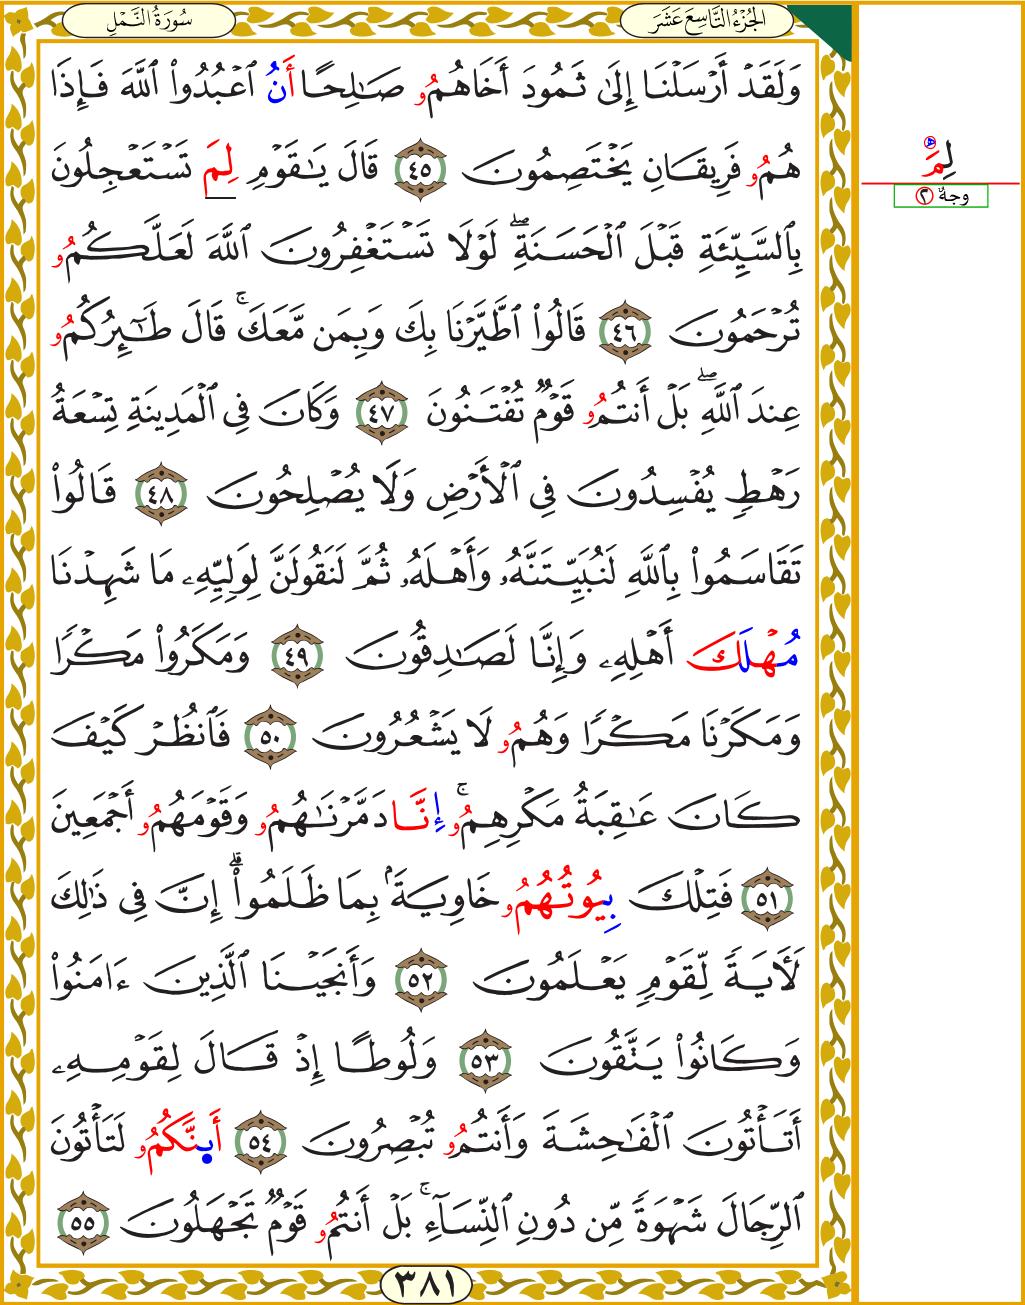 الجُزْءُ التَّاسِعَ عَشَرَ
سُورَةُ النَّمْلِ
وَلَقَدۡ أَرۡسَلۡنَا إِلَىٰ ثَمُودَ أَخَاهُمُۥ صَـٰلِحًا أَنُ ٱعۡبُدُواْ ٱللَّهَ فَإِذَا
هُمُۥ فَرِيقَانِ يَخۡتَصِمُونَ ٤٥ قَالَ يَـٰقَوۡمِ لِمَ تَسۡتَعۡجِلُونَ
بِٱلسَّيِّئَةِ قَبۡلَ ٱلۡحَسَنَةِۖ لَوۡلَا تَسۡتَغۡفِرُونَ ٱللَّهَ لَعَلَّكُمُۥ
تُرۡحَمُونَ ٤٦ قَالُواْ ٱطَّيَّرۡنَا بِكَ وَبِمَن مَّعَكَۚ قَالَ طَـٰٓئِرُكُمُۥ
عِندَ ٱللَّهِۖ بَلۡ أَنتُمُۥ قَوۡمٌ تُفۡتَنُونَ ٤٧ وَكَانَ فِي ٱلۡمَدِينَةِ تِسۡعَةُ
رَهۡطٍ يُفۡسِدُونَ فِي ٱلۡأَرۡضِ وَلَا يُصۡلِحُونَ ٤٨ قَالُواْ
تَقَاسَمُواْ بِٱللَّهِ لَنُبَيِّتَنَّهُۥ وَأَهۡلَهُۥ ثُمَّ لَنَقُولَنَّ لِوَلِيِّهِۦ مَا شَهِدۡنَا
مُهۡلَكَ أَهۡلِهِۦ وَإِنَّا لَصَـٰدِقُونَ ٤٩ وَمَكَرُواْ مَكۡرًا
وَمَكَرۡنَا مَكۡرًا وَهُمُۥ لَا يَشۡعُرُونَ ٥٠ فَٱنظُرۡ كَيۡفَ
كَانَ عَـٰقِبَةُ مَكۡرِهِمُۥۚ إِنَّا دَمَّرۡنَـٰهُمُۥ وَقَوۡمَهُمُۥ أَجۡمَعِينَ
٥١ فَتِلۡكَ بِيُوتُهُمُۥ خَاوِيَةَۢ بِمَا ظَلَمُوٓاْۗ إِنَّ فِي ذَٰلِكَ
لَأٓيَةً لِّقَوۡمٍ يَعۡلَمُونَ ٥٢ وَأَنجَيۡنَا ٱلَّذِينَ ءَامَنُواْ
وَكَانُواْ يَتَّقُونَ ٥٣ وَلُوطًا إِذۡ قَالَ لِقَوۡمِهِۦ
أَتَأۡتُونَ ٱلۡفَـٰحِشَةَ وَأَنتُمُۥ تُبۡصِرُونَ ٥٤ أَىِٕنَّكُمُۥ لَتَأۡتُونَ
ٱلرِّجَالَ شَهۡوَةً مِّن دُونِ ٱلنِّسَآءِۚ بَلۡ أَنتُمُۥ قَوۡمٌ تَجۡهَلُونَ ٥٥
٣٨١
لِمَهْ
وجهٌ ٢